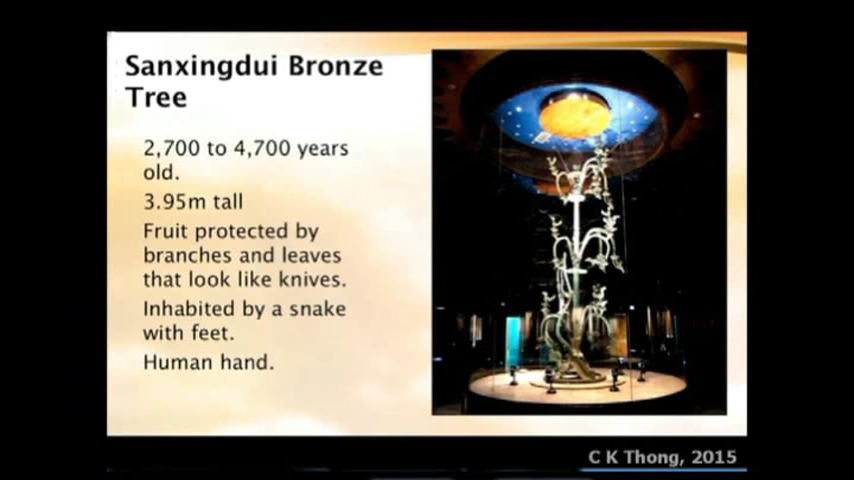 Sanxingdui Bronze
Tree
2,700 to 4,700 years
old.
3.95m tall
Fruit protected by
branches and leaves
that look like knives.
Inhabited by a snake
with feet.
Human hand.
C K Thong, 2015